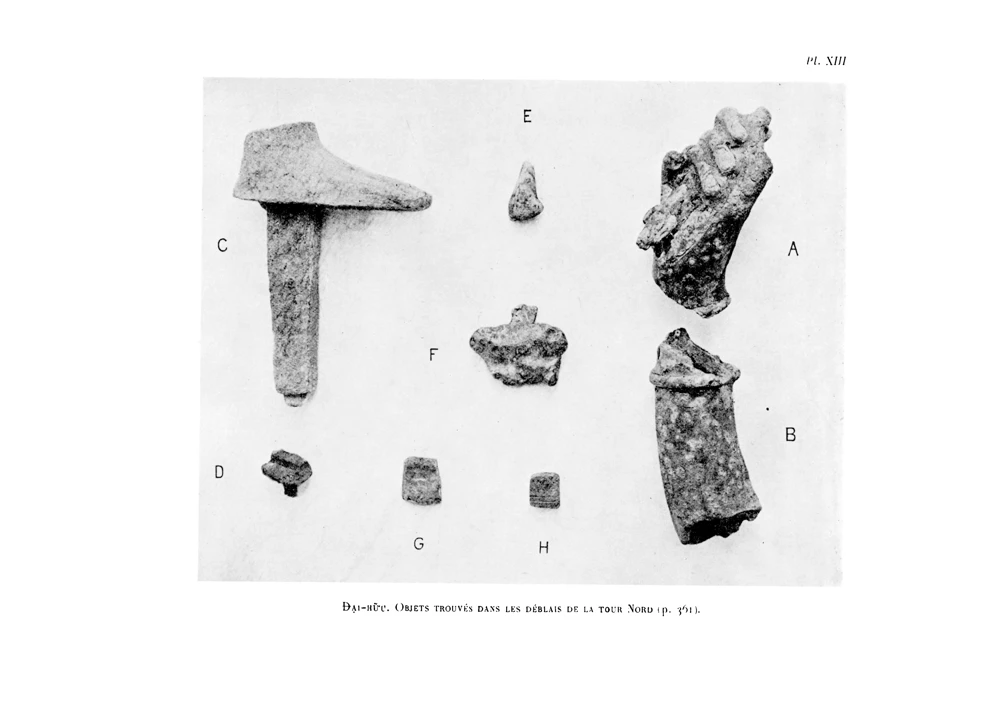 Pl. XIII
E
C
A
F
B
D
G
H
Đại-hữu. Objets trouvés dans les déblais de la tour Nord (p. 361).